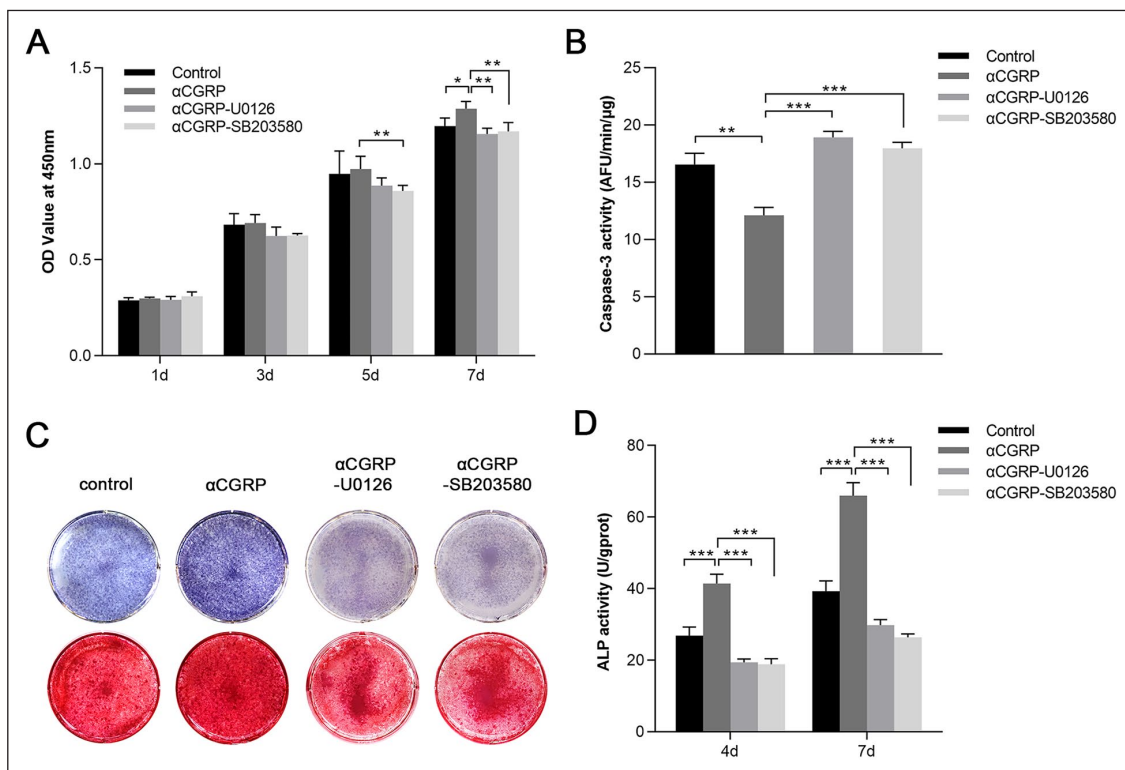 A
Control
αCGRP
αCGRP-U0126
αCGRP-SB203580
* ** **
**
OD Value at 450nm
1.5
1.0
0.5
0.0
1d 3d 5d 7d
B
Control
αCGRP
αCGRP-U0126
αCGRP-SB203580
** *** ***
Caspase-3 activity (AFU/min/μg)
25
20
15
10
5
0
C
control
αCGRP
αCGRP
-U0126
αCGRP
-SB203580
D
Control
αCGRP
αCGRP-U0126
αCGRP-SB203580
*** *** ***
*** *** ***
ALP activity (U/gprot)
80
60
40
20
0
4d 7d